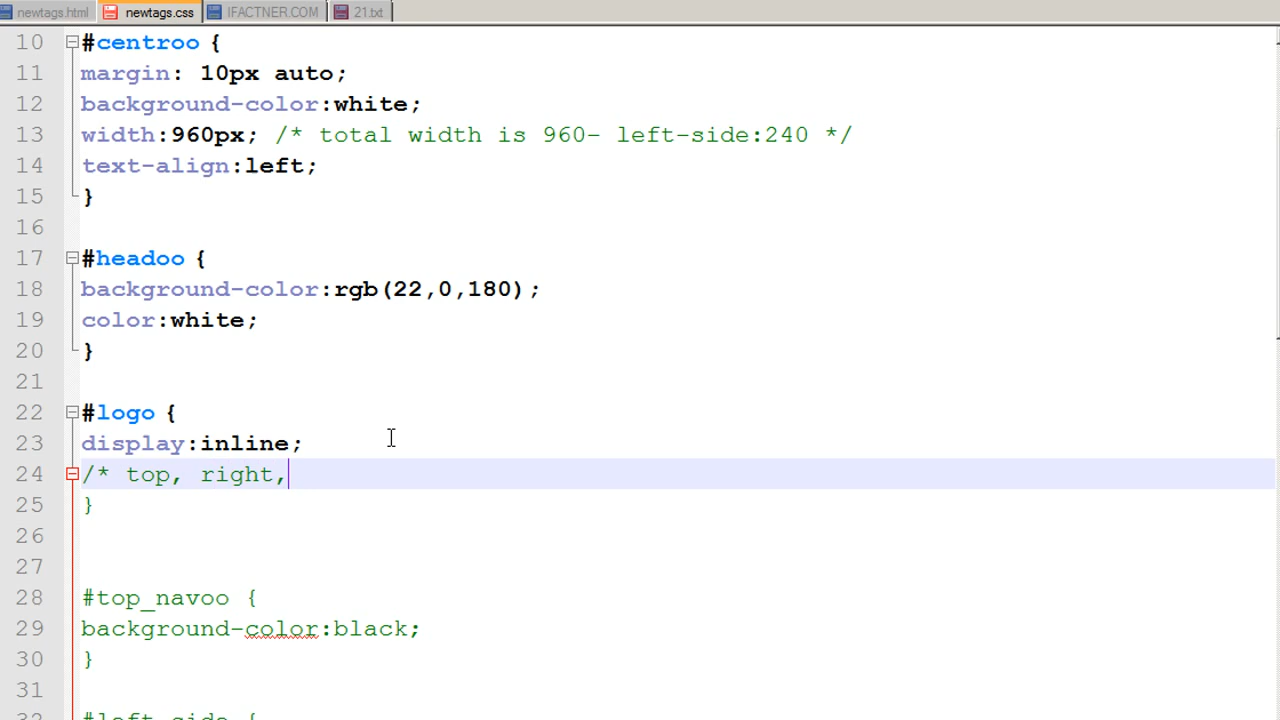 newtags.html newtags.css IFACTNER.COM 21.txt
10 #centroo {
11 margin: 10px auto;
12 background-color:white;
13 width:960px; /* total width is 960- left-side:240 */
14 text-align:left;
15 }
16
17 #headoo {
18 background-color:rgb(22,0,180);
19 color:white;
20 }
21
22 #logo {
23 display:inline;
24 /* top, right,
25 }
26
27
28 #top_navoo {
29 background-color:black;
30 }
31
32 #left_side {